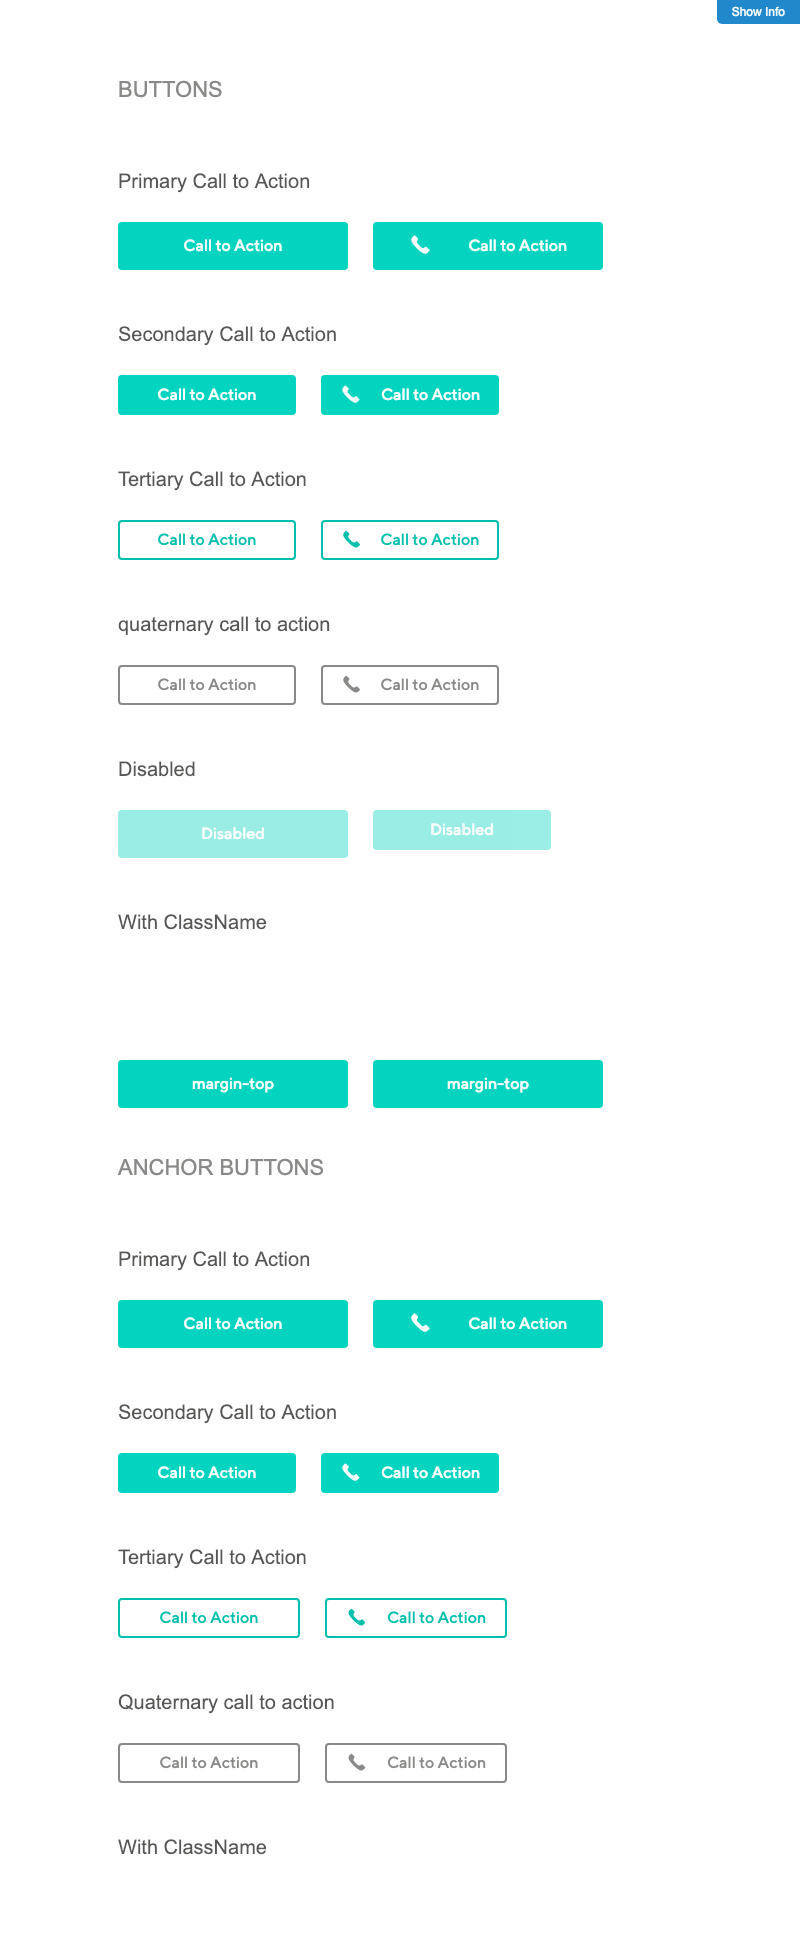 Show Info
BUTTONS
Primary Call to Action
Call to Action Call to Action
Secondary Call to Action
Call to Action Call to Action
Tertiary Call to Action
Call to Action Call to Action
quaternary call to action
Call to Action Call to Action
Disabled
Disabled Disabled
With ClassName
margin-top margin-top
ANCHOR BUTTONS
Primary Call to Action
Call to Action Call to Action
Secondary Call to Action
Call to Action Call to Action
Tertiary Call to Action
Call to Action Call to Action
Quaternary call to action
Call to Action Call to Action
With ClassName